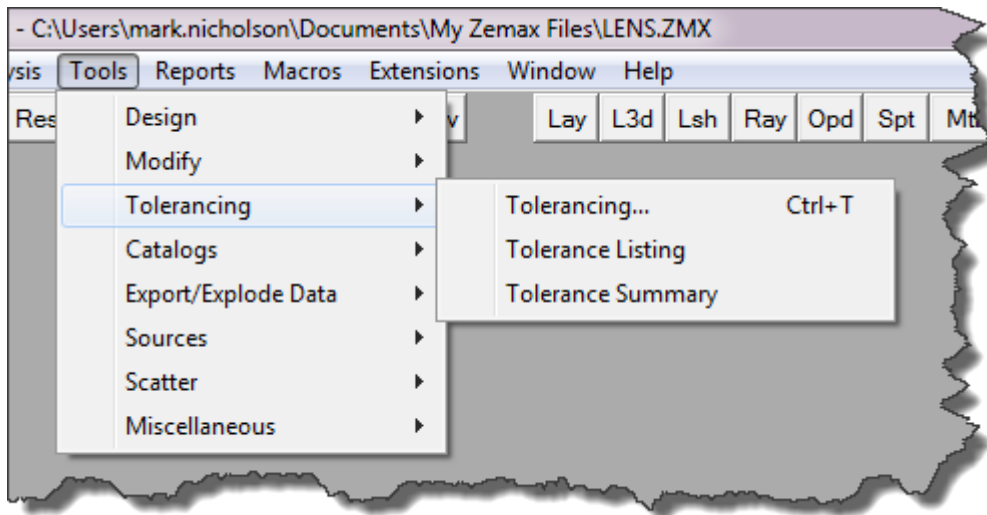 - C:\Users\mark.nicholson\Documents\My Zemax Files\LENS.ZMX
ysis Tools Reports Macros Extensions Window Help
Res v Lay L3d Lsh Ray Opd Spt Mt
Design
Modify
Tolerancing
Tolerancing... Ctrl+T
Catalogs
Tolerance Listing
Export/Explode Data
Tolerance Summary
Sources
Scatter
Miscellaneous